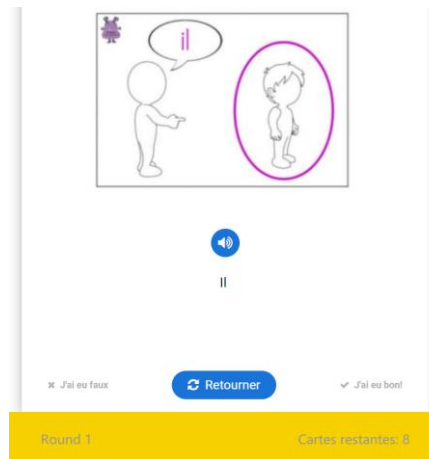 il
Il
✖ J'ai eu faux
Retourner
✔ J'ai eu bon!
Round 1
Cartes restantes: 8